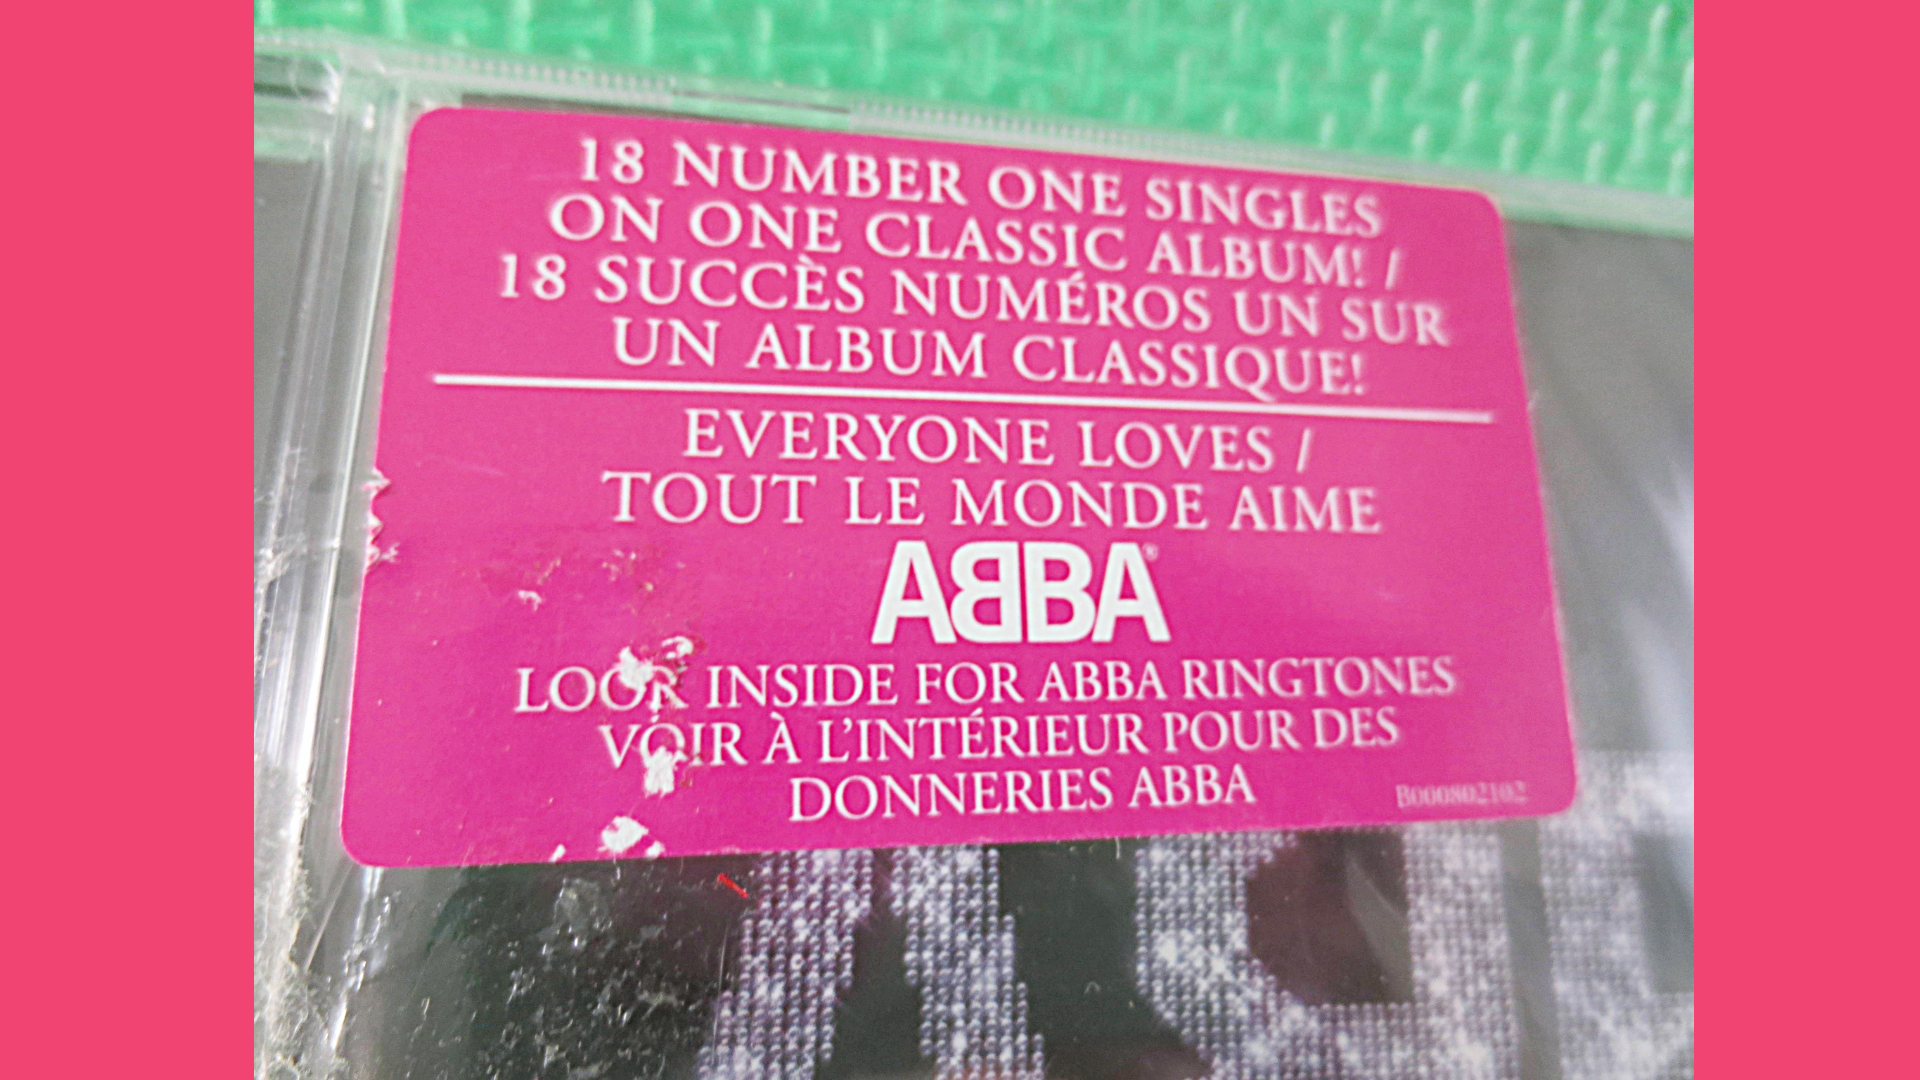 18 NUMBER ONE SINGLES
ON ONE CLASSIC ALBUM! /
18 SUCCÈS NUMÉROS UN SUR
UN ALBUM CLASSIQUE!
EVERYONE LOVES /
TOUT LE MONDE AIME
ABBA®
LOOK INSIDE FOR ABBA RINGTONES
VOIR À L'INTÉRIEUR POUR DES
DONNERIES ABBA
B000802102